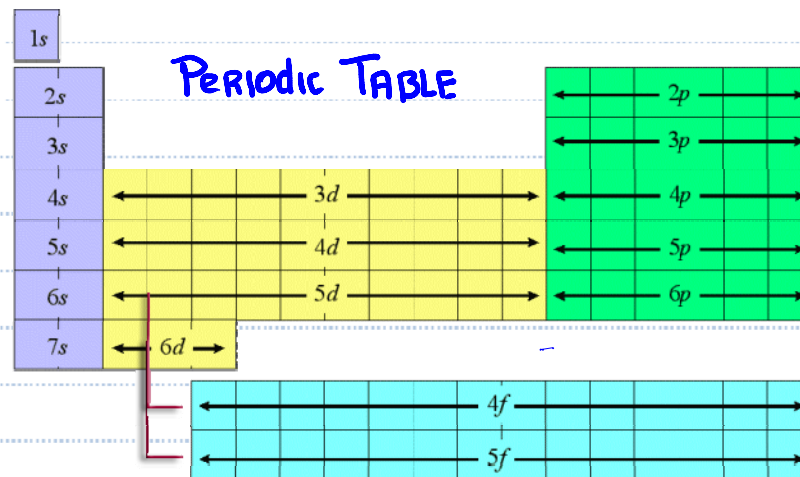 1s
PERIODIC TABLE
2s 2p
3s 3p
4s 3d 4p
5s 4d 5p
6s 5d 6p
7s 6d
4f
5f